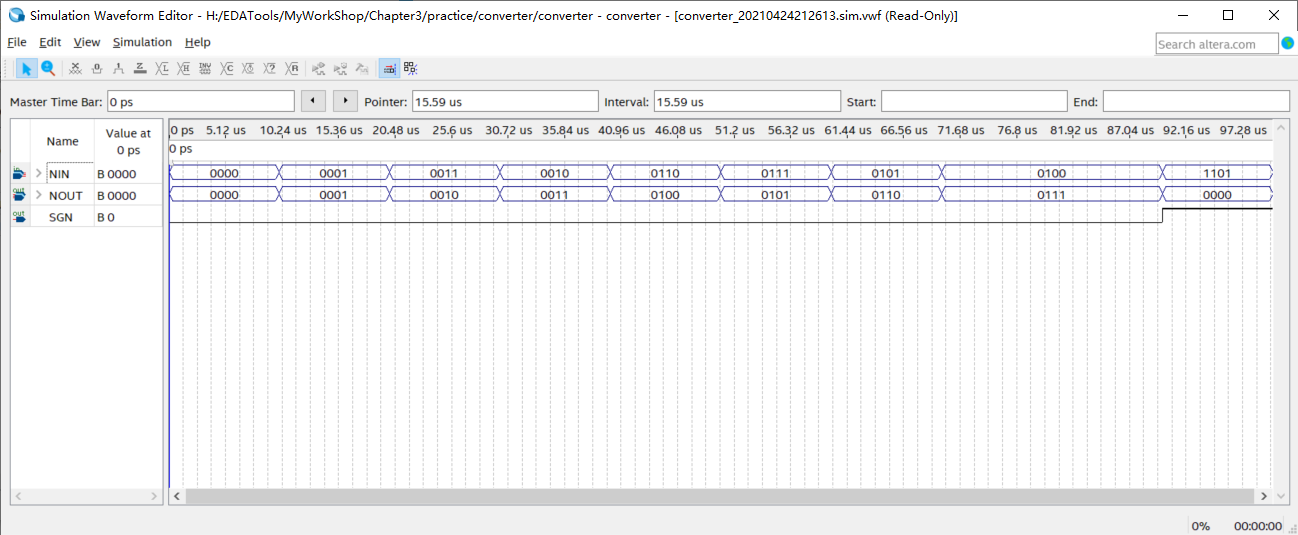 Simulation Waveform Editor - H:/EDATools/MyWorkShop/Chapter3/practice/converter/converter - converter - [converter_20210424212613.sim.vwf (Read-Only)]
File Edit View Simulation Help
Search altera.com
Master Time Bar: 0 ps Pointer: 15.59 us Interval: 15.59 us Start: End:
Name Value at 0 ps
0 ps 5.12 us 10.24 us 15.36 us 20.48 us 25.6 us 30.72 us 35.84 us 40.96 us 46.08 us 51.2 us 56.32 us 61.44 us 66.56 us 71.68 us 76.8 us 81.92 us 87.04 us 92.16 us 97.28 us
0 ps
NIN B 0000 0000 0001 0011 0010 0110 0111 0101 0100 1101
NOUT B 0000 0000 0001 0010 0011 0100 0101 0110 0111 0000
SGN B 0
0% 00:00:00